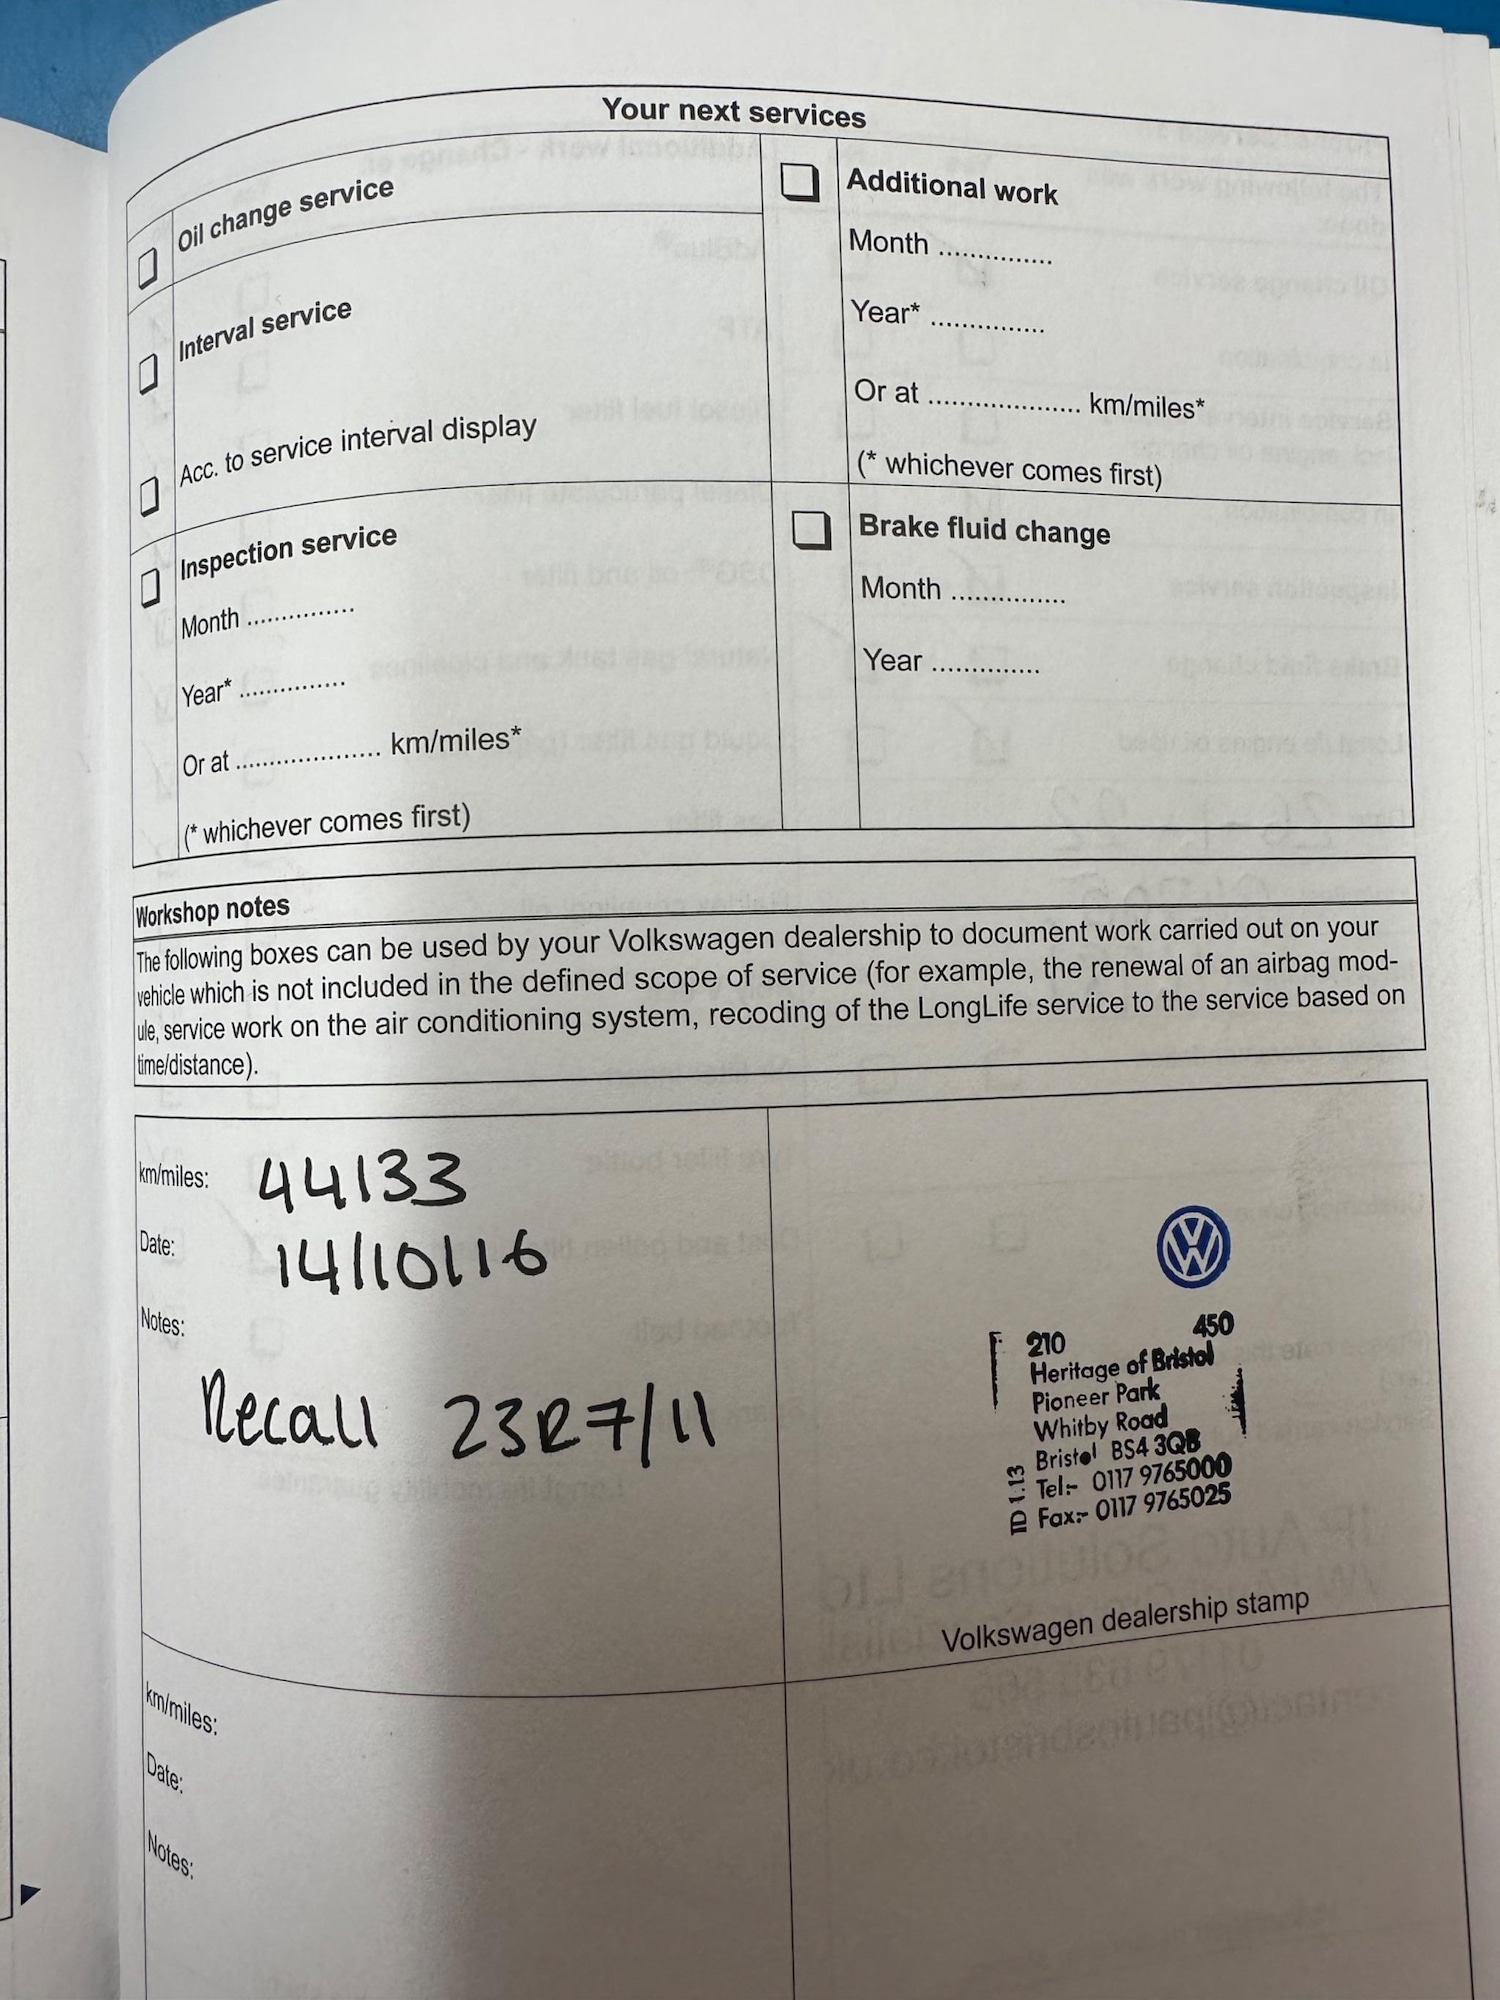 Your next services
Oil change service
Interval service
Acc. to service interval display
Inspection service
Month ..............
Year* ..............
Or at .................... km/miles*
(* whichever comes first)
Additional work
Month ..............
Year* ..............
Or at .................... km/miles*
(* whichever comes first)
Brake fluid change
Month ..............
Year .............
Workshop notes
The following boxes can be used by your Volkswagen dealership to document work carried out on your
vehicle which is not included in the defined scope of service (for example, the renewal of an airbag mod-
ule, service work on the air conditioning system, recoding of the LongLife service to the service based on
time/distance).
km/miles: 44133
Date: 14/10/16
Notes:
Recall 23R7/11
210 450
Heritage of Bristol
Pioneer Park
Whitby Road
Bristol BS4 3QB
Tel:- 0117 9765000
Fax:- 0117 9765025
ID 1.13
Volkswagen dealership stamp
km/miles:
Date:
Notes: